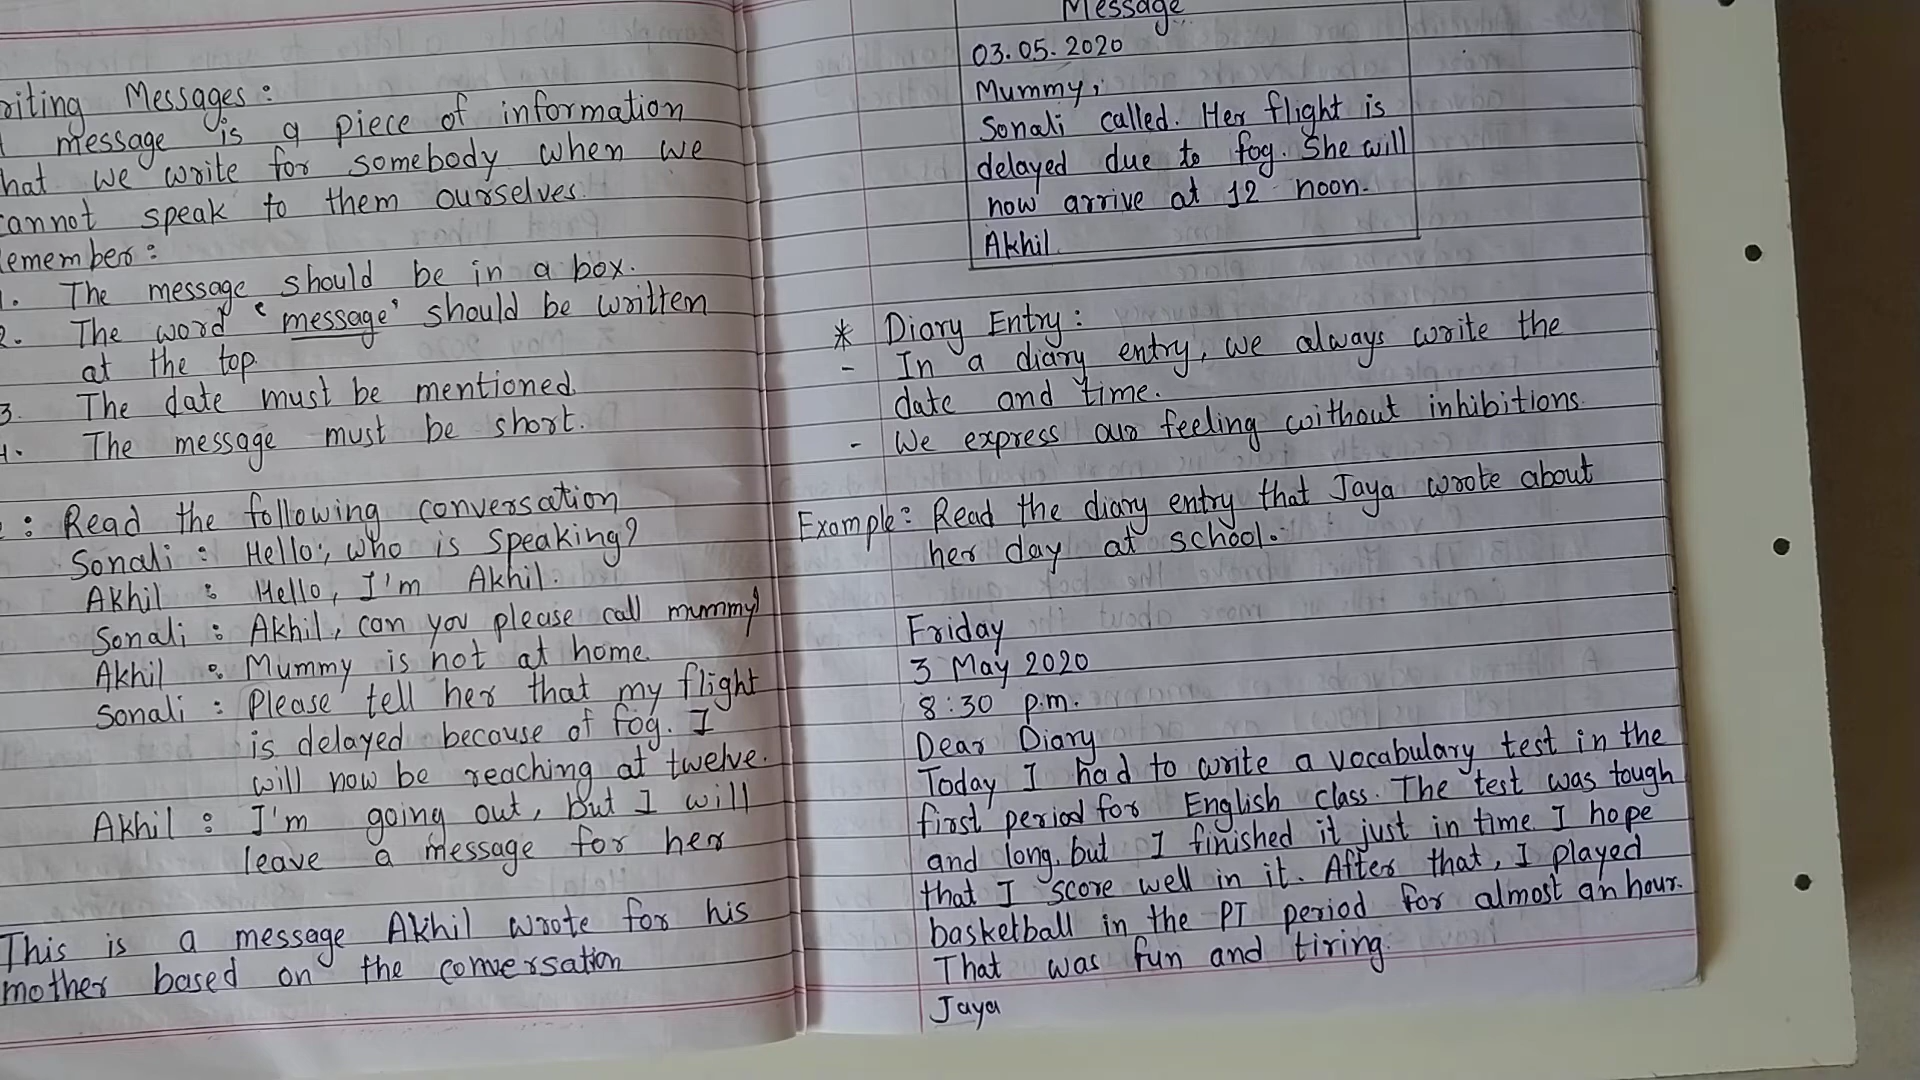 riting Messages:
message is a piece of information
hat we write for somebody when we
cannot speak to them ourselves.
emember:
1. The message should be in a box.
2. The word 'message' should be written
at the top.
3. The date must be mentioned.
4. The message must be short.
: Read the following conversation
Sonali : Hello, who is speaking?
Akhil : Hello, I'm Akhil.
Sonali : Akhil, can you please call mummy?
Akhil : Mummy is not at home.
Sonali : Please tell her that my flight
is delayed because of fog. I
will now be reaching at twelve.
Akhil : I'm going out, but I will
leave a message for her
This is a message Akhil wrote for his
mother based on the conversation
Message
03.05.2020
Mummy,
Sonali called. Her flight is
delayed due to fog. She will
now arrive at 12 noon.
Akhil.
* Diary Entry:
- In a diary entry, we always write the
date and time.
- We express our feeling without inhibitions.
Example: Read the diary entry that Jaya wrote about
her day at school.
Friday
3 May 2020
8:30 p.m.
Dear Diary
Today I had to write a vocabulary test in the
first period for English class. The test was tough
and long, but I finished it just in time. I hope
that I score well in it. After that, I played
basketball in the PT period for almost an hour.
That was fun and tiring.
Jaya